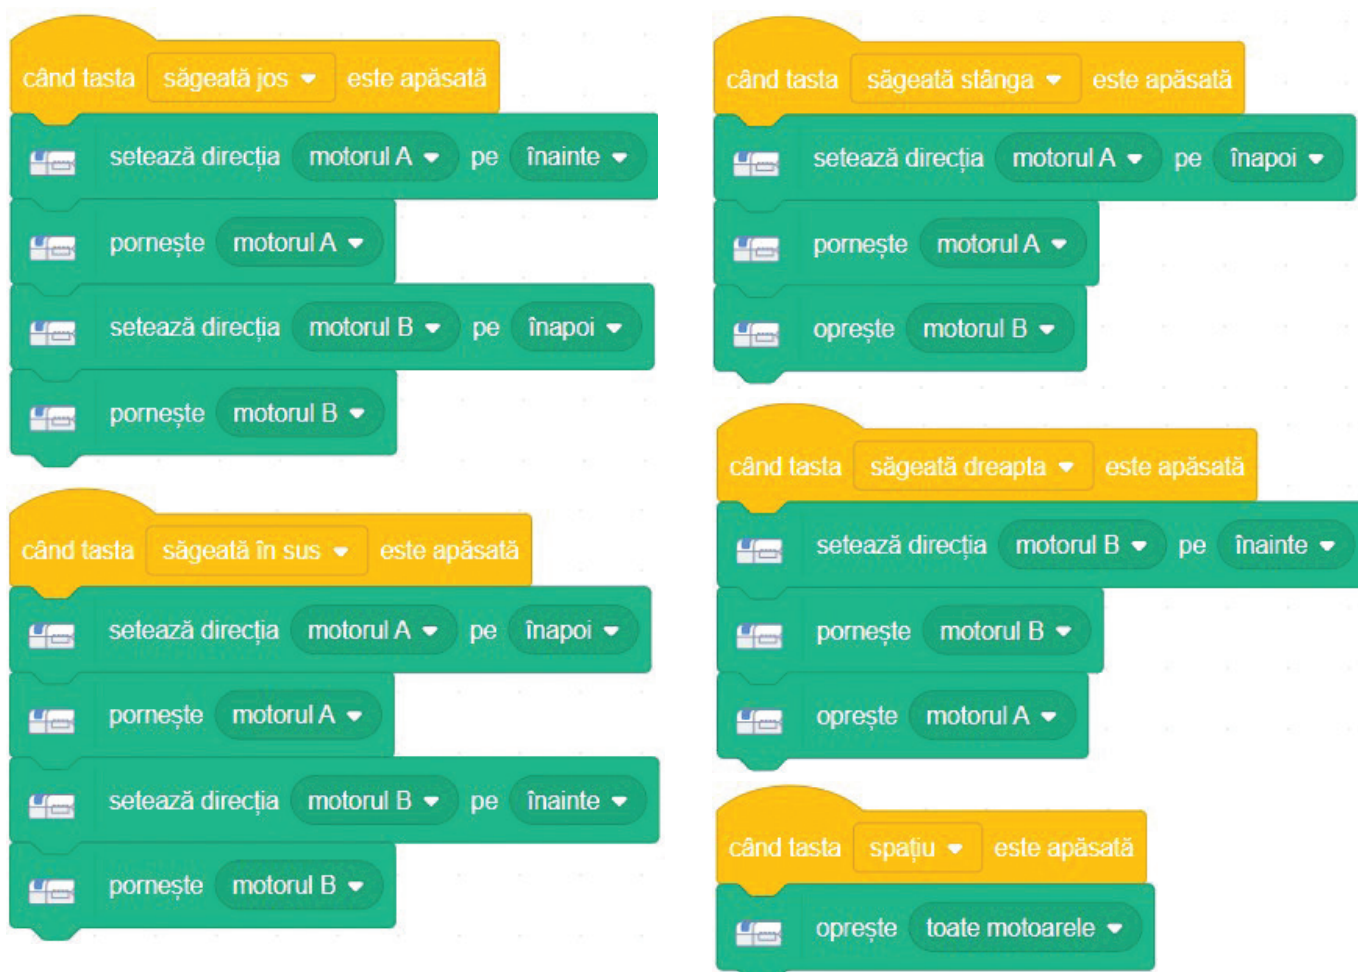 când tasta săgeată jos este apăsată
setează direcția motorul A pe înainte
pornește motorul A
setează direcția motorul B pe înapoi
pornește motorul B
când tasta săgeată în sus este apăsată
setează direcția motorul A pe înapoi
pornește motorul A
setează direcția motorul B pe înainte
pornește motorul B
când tasta săgeată stânga este apăsată
setează direcția motorul A pe înapoi
pornește motorul A
oprește motorul B
când tasta săgeată dreapta este apăsată
setează direcția motorul B pe înainte
pornește motorul B
oprește motorul A
când tasta spațiu este apăsată
oprește toate motoarele